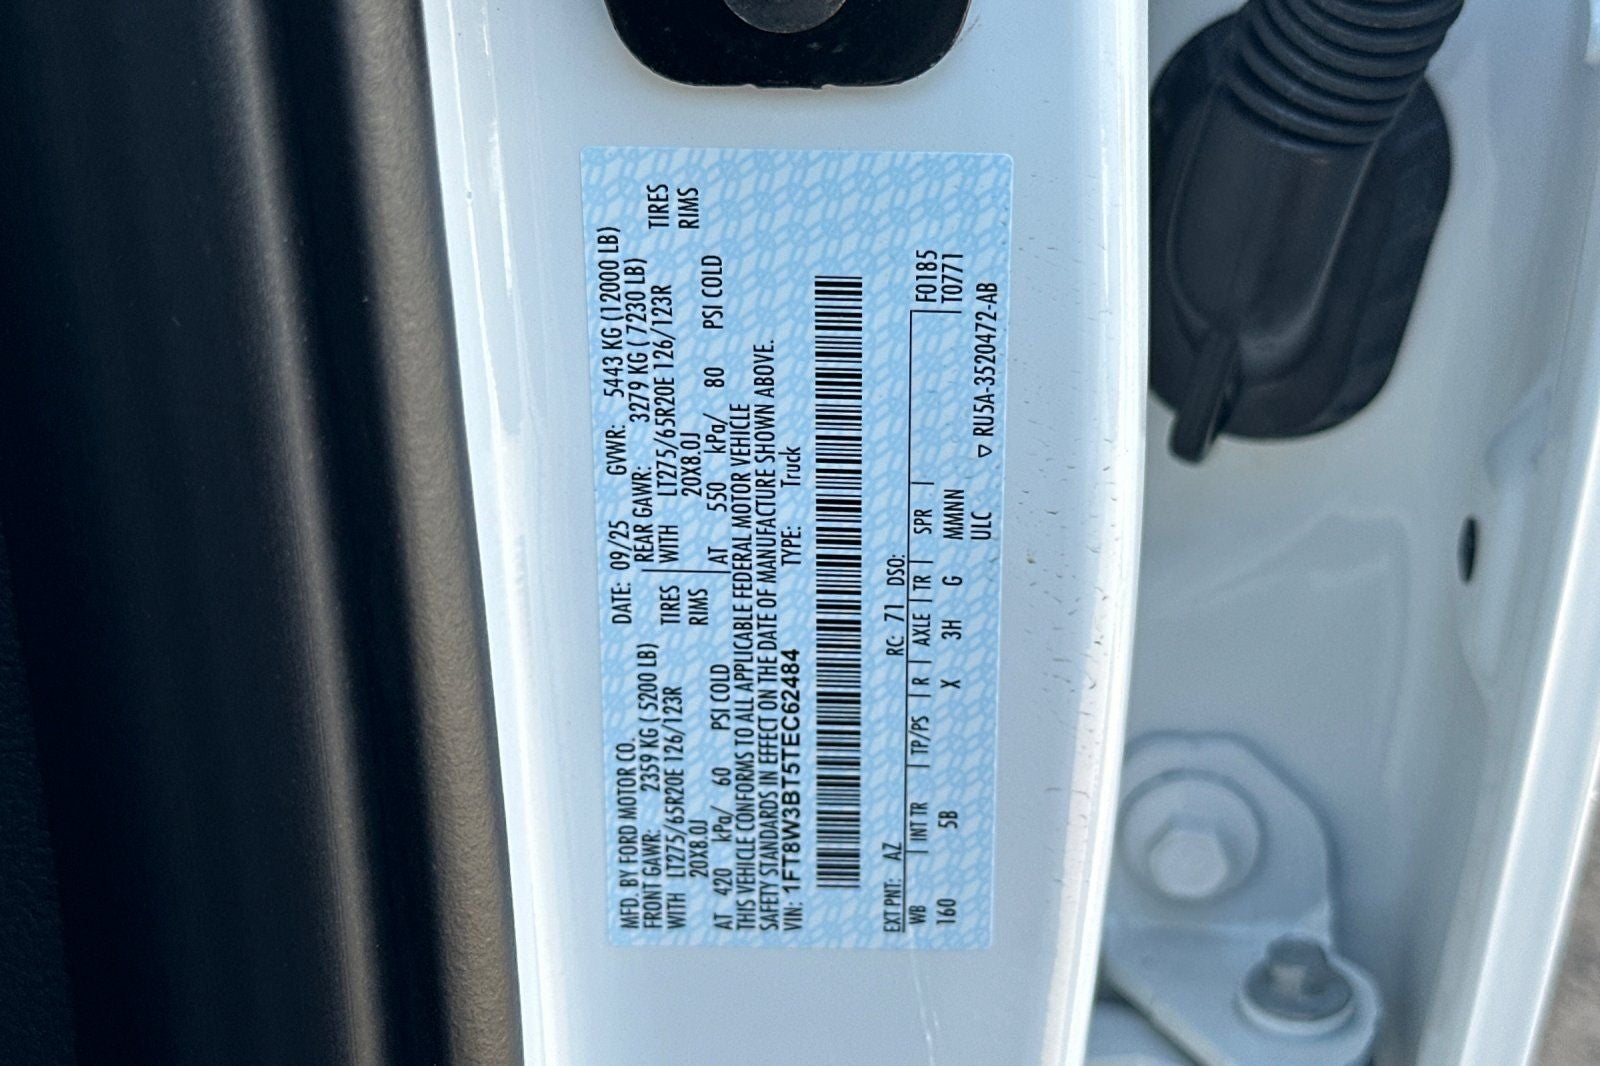 MFD. BY FORD MOTOR CO. DATE: 09/25 GVWR: 5443 KG (12000 LB)
FRONT GAWR: 2359 KG ( 5200 LB) REAR GAWR: 3279 KG ( 7230 LB)
WITH LT275/65R20E 126/123R TIRES WITH LT275/65R20E 126/123R TIRES
20X8.0J RIMS 20X8.0J RIMS
AT 420 kPa/ 60 PSI COLD AT 550 kPa/ 80 PSI COLD
THIS VEHICLE CONFORMS TO ALL APPLICABLE FEDERAL MOTOR VEHICLE
SAFETY STANDARDS IN EFFECT ON THE DATE OF MANUFACTURE SHOWN ABOVE.
VIN: 1FT8W3BT5TEC62484 TYPE: Truck
EXT PNT: AZ RC: 71 DSO:
WB | INT TR | TP/PS | R | AXLE | TR | SPR | F0185
160 5B X 3H G MMNN T0771
ULC ▽ RU5A-3520472-AB